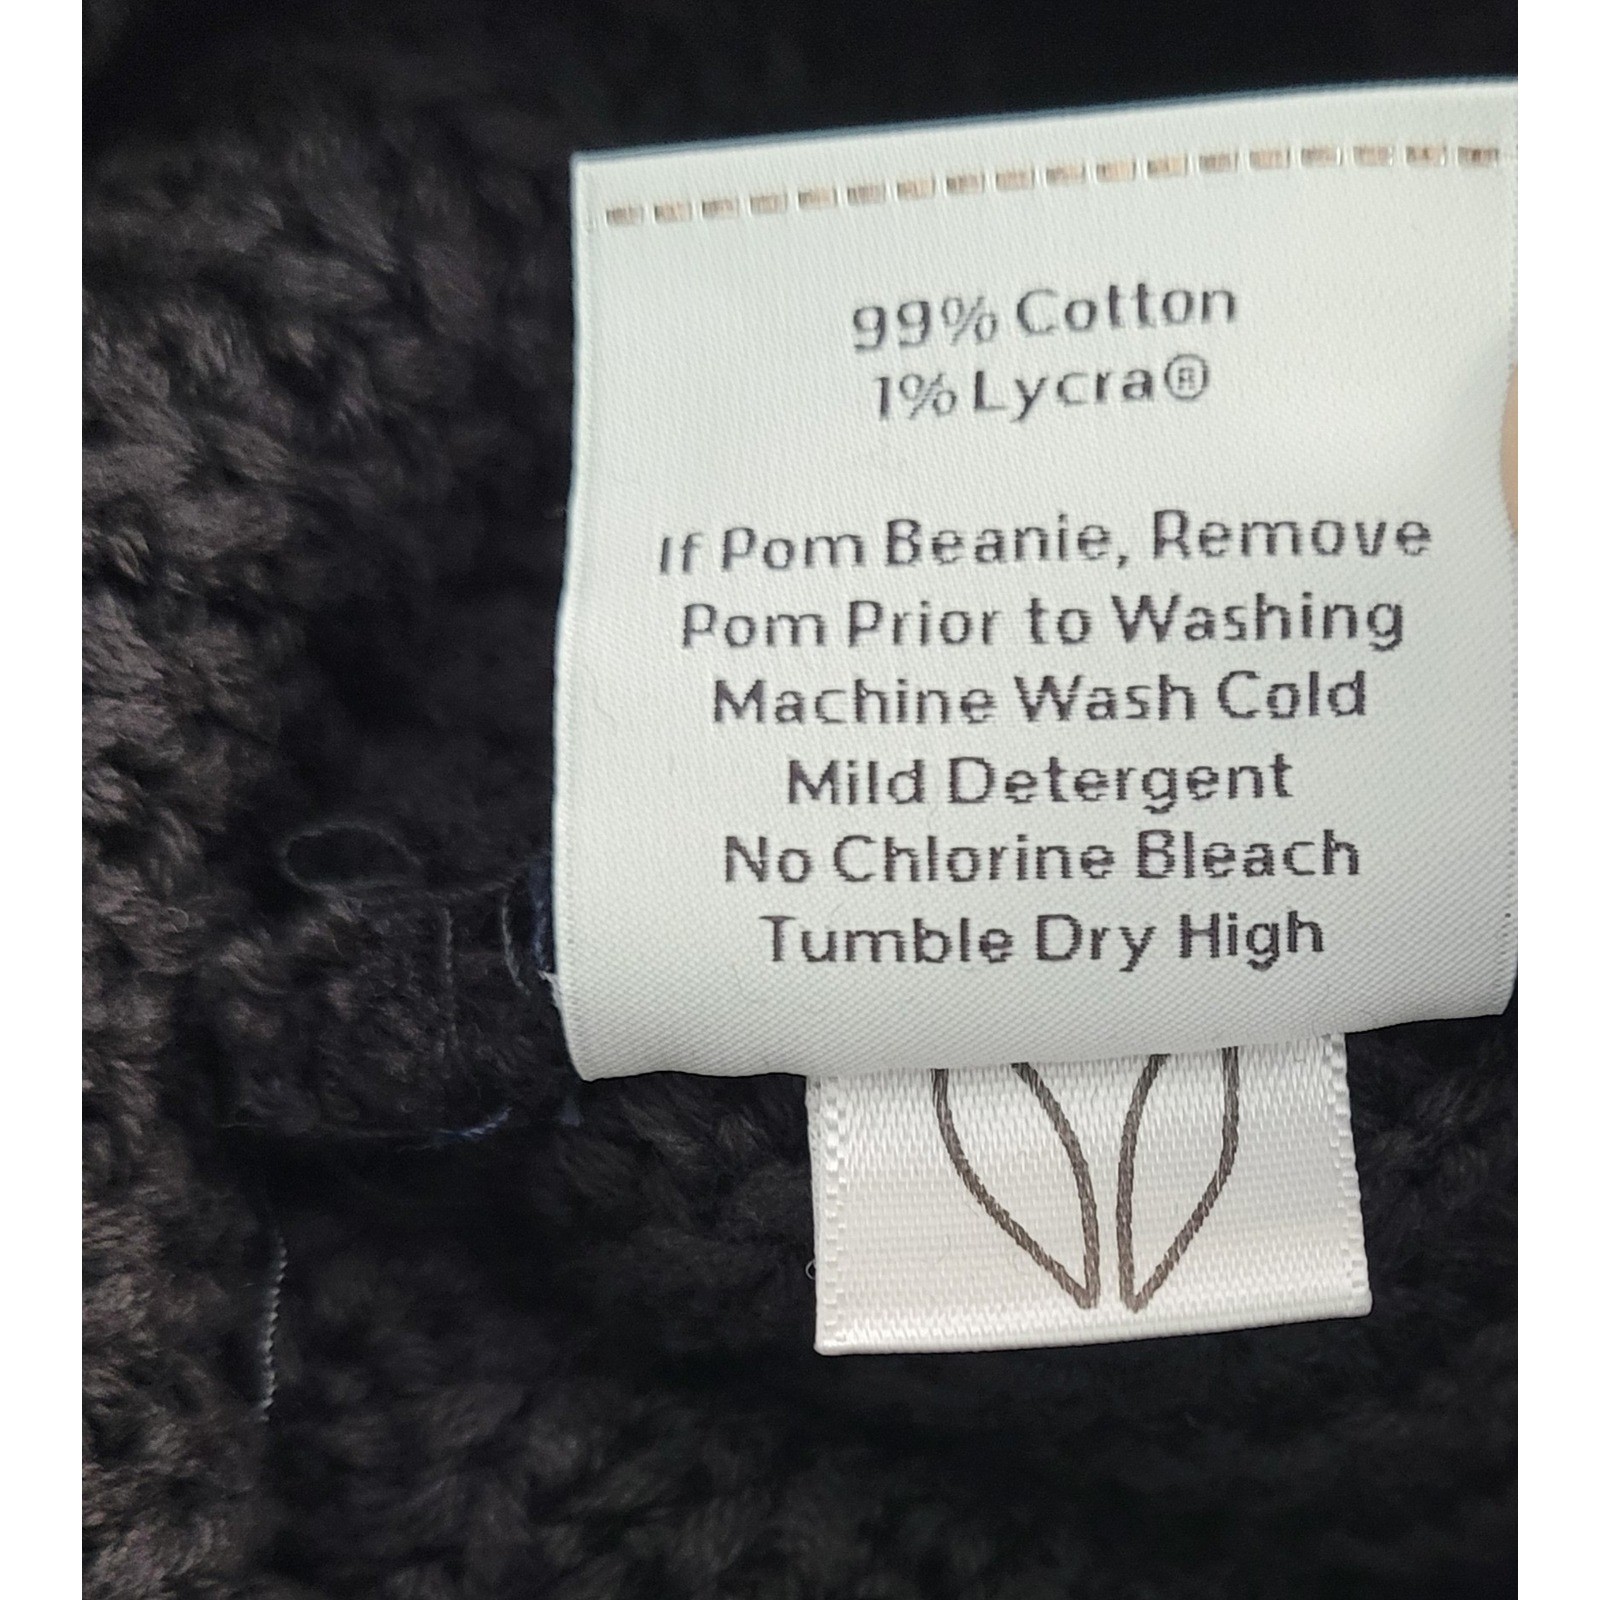 99% Cotton
1% Lycra®
If Pom Beanie, Remove
Pom Prior to Washing
Machine Wash Cold
Mild Detergent
No Chlorine Bleach
Tumble Dry High